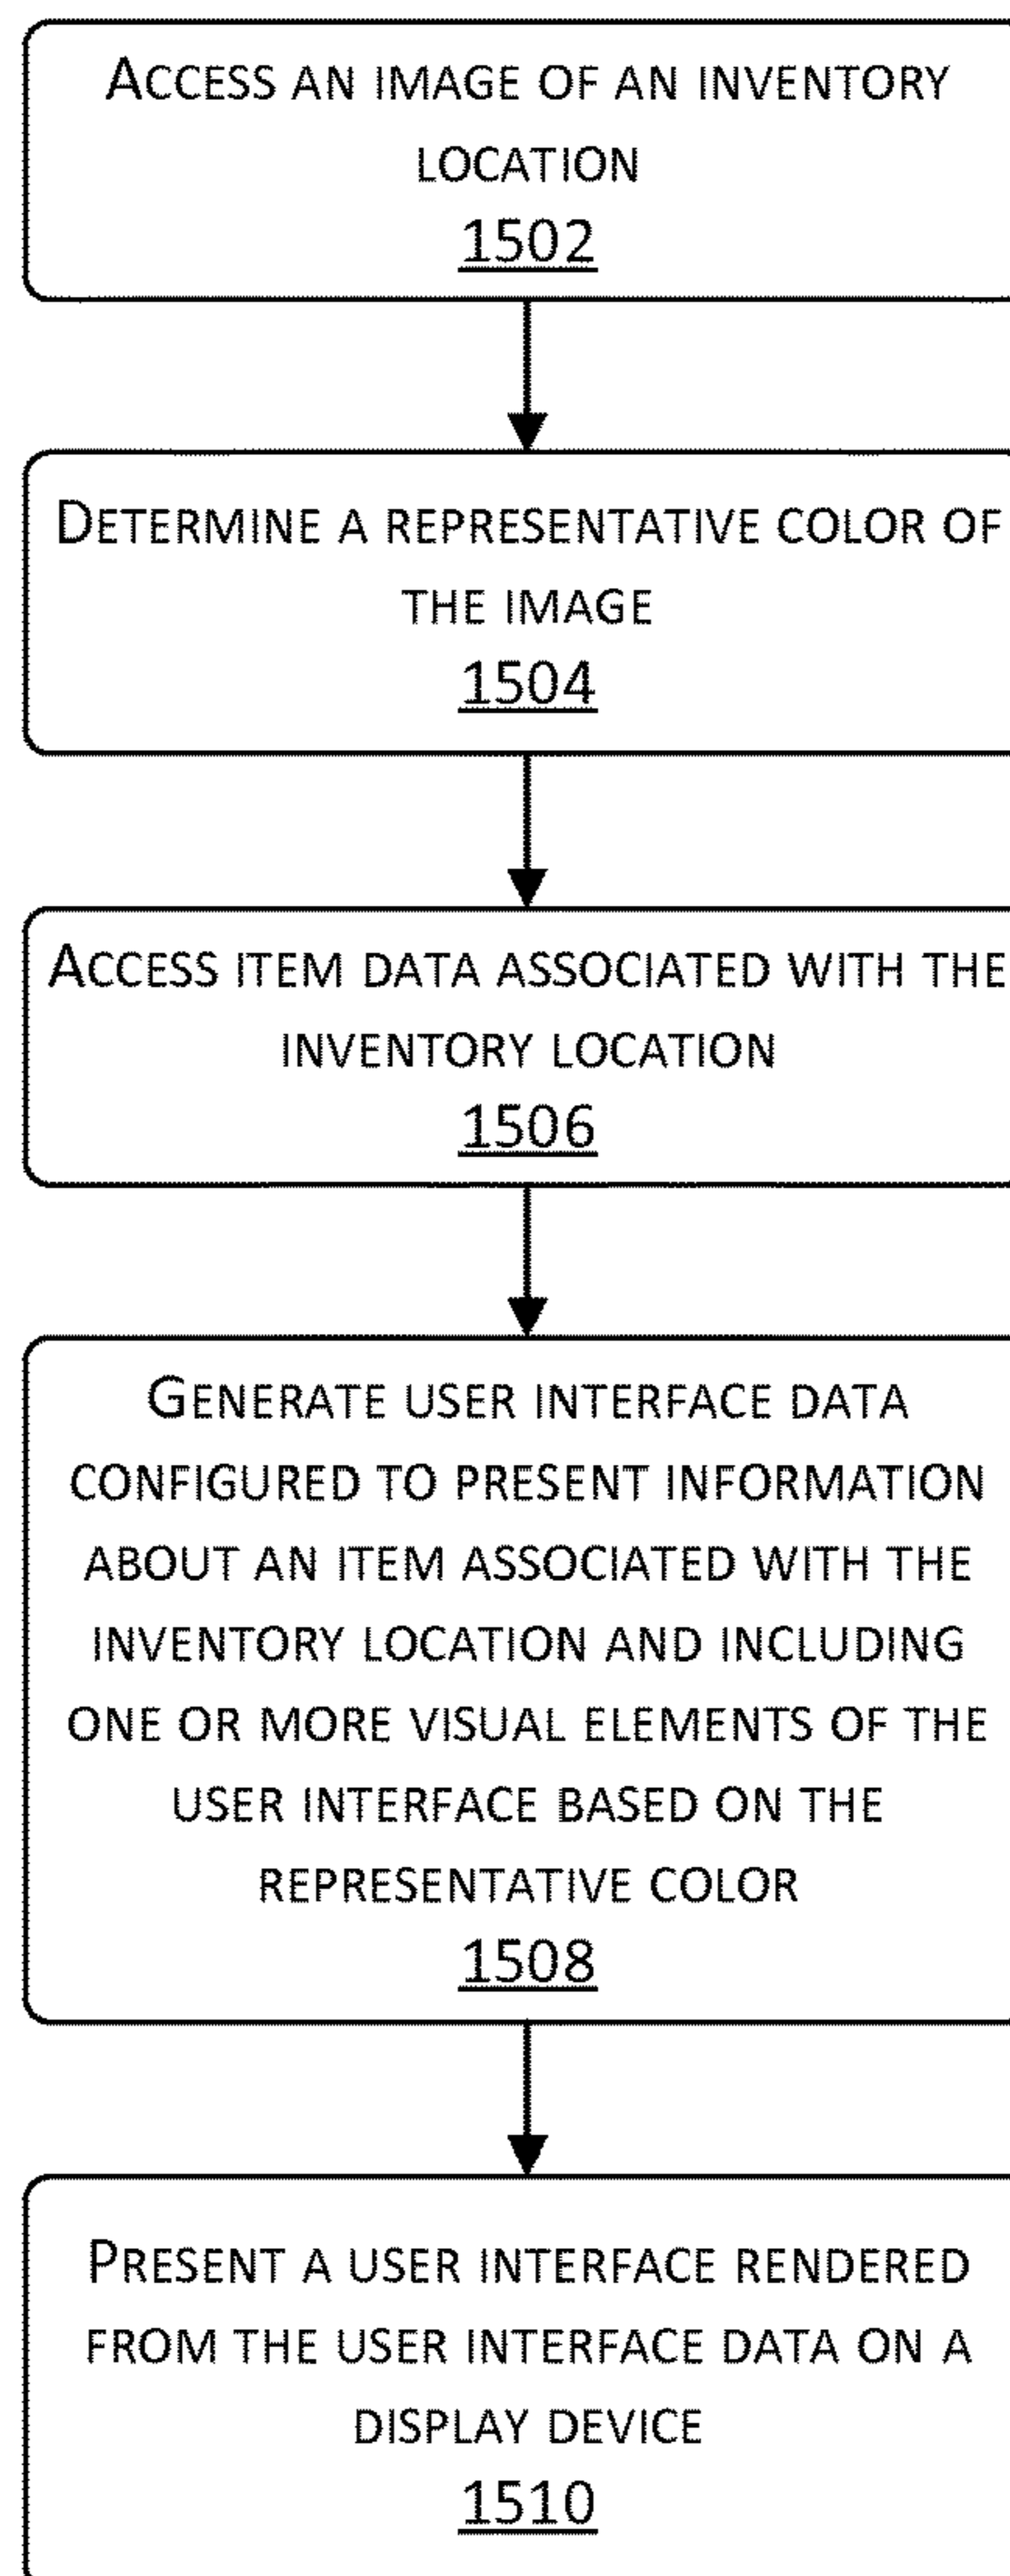 ACCESS AN IMAGE OF AN INVENTORY
LOCATION
1502
DETERMINE A REPRESENTATIVE COLOR OF
THE IMAGE
1504
ACCESS ITEM DATA ASSOCIATED WITH THE
INVENTORY LOCATION
1506
GENERATE USER INTERFACE DATA
CONFIGURED TO PRESENT INFORMATION
ABOUT AN ITEM ASSOCIATED WITH THE
INVENTORY LOCATION AND INCLUDING
ONE OR MORE VISUAL ELEMENTS OF THE
USER INTERFACE BASED ON THE
REPRESENTATIVE COLOR
1508
PRESENT A USER INTERFACE RENDERED
FROM THE USER INTERFACE DATA ON A
DISPLAY DEVICE
1510